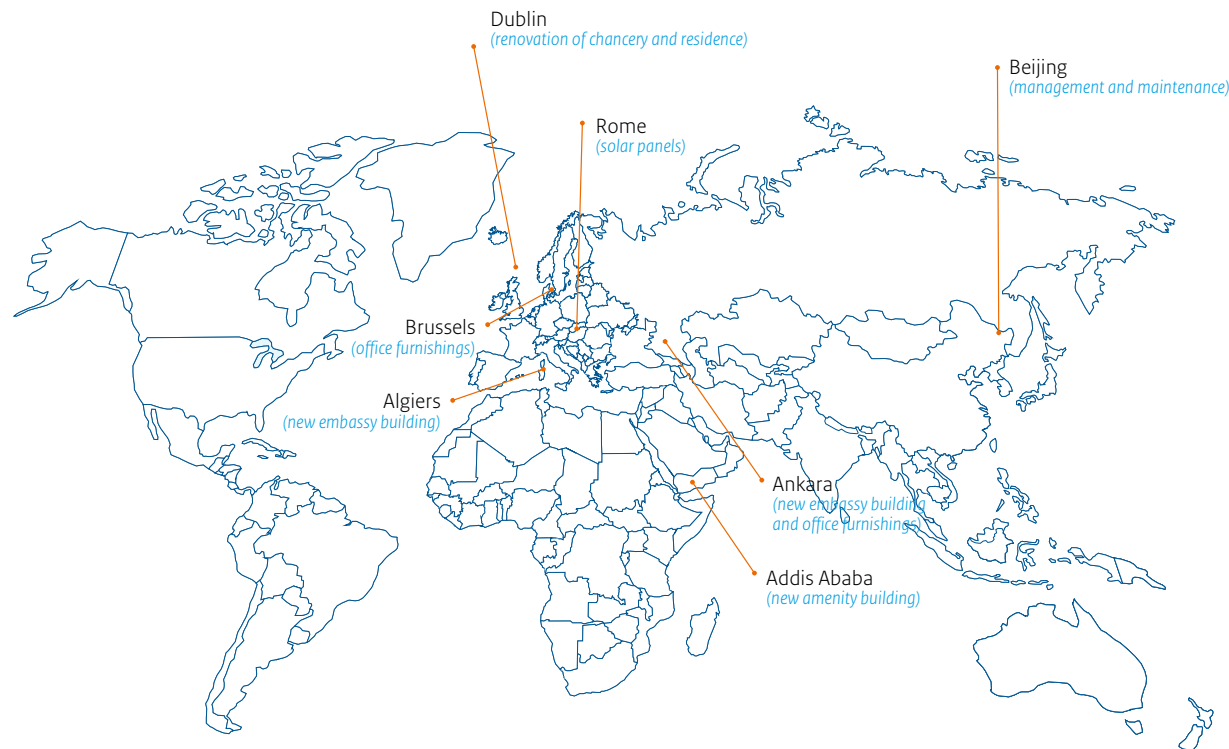 Dublin
(renovation of chancery and residence)
Beijing
(management and maintenance)
Rome
(solar panels)
Brussels
(office furnishings)
Algiers
(new embassy building)
Ankara
(new embassy building
and office furnishings)
Addis Ababa
(new amenity building)